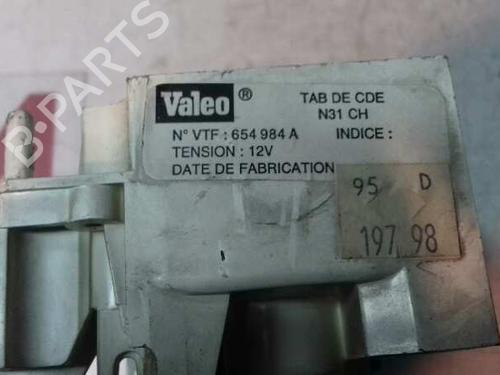 B-PARTS
Valeo ® TAB DE CDE
N31 CH
N° VTF : 654 984 A INDICE :
TENSION : 12V
DATE DE FABRICATION
95 D
197 98